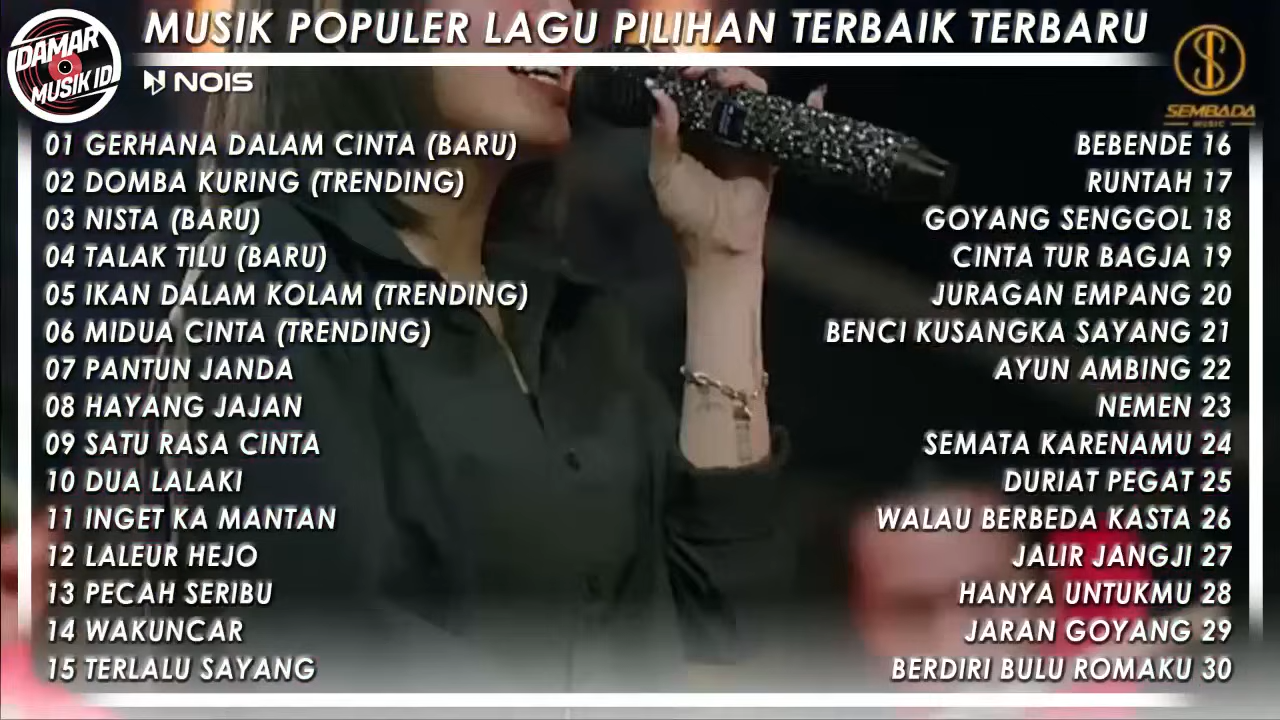 MUSIK POPULER LAGU PILIHAN TERBAIK TERBARU
DAMAR
MUSIK ID
NOIS
SEMBADA
MUSIC
01 GERHANA DALAM CINTA (BARU)
02 DOMBA KURING (TRENDING)
03 NISTA (BARU)
04 TALAK TILU (BARU)
05 IKAN DALAM KOLAM (TRENDING)
06 MIDUA CINTA (TRENDING)
07 PANTUN JANDA
08 HAYANG JAJAN
09 SATU RASA CINTA
10 DUA LALAKI
11 INGET KA MANTAN
12 LALEUR HEJO
13 PECAH SERIBU
14 WAKUNCAR
15 TERLALU SAYANG
BEBENDE 16
RUNTAH 17
GOYANG SENGGOL 18
CINTA TUR BAGJA 19
JURAGAN EMPANG 20
BENCI KUSANGKA SAYANG 21
AYUN AMBING 22
NEMEN 23
SEMATA KARENAMU 24
DURIAT PEGAT 25
WALAU BERBEDA KASTA 26
JALIR JANGJI 27
HANYA UNTUKMU 28
JARAN GOYANG 29
BERDIRI BULU ROMAKU 30